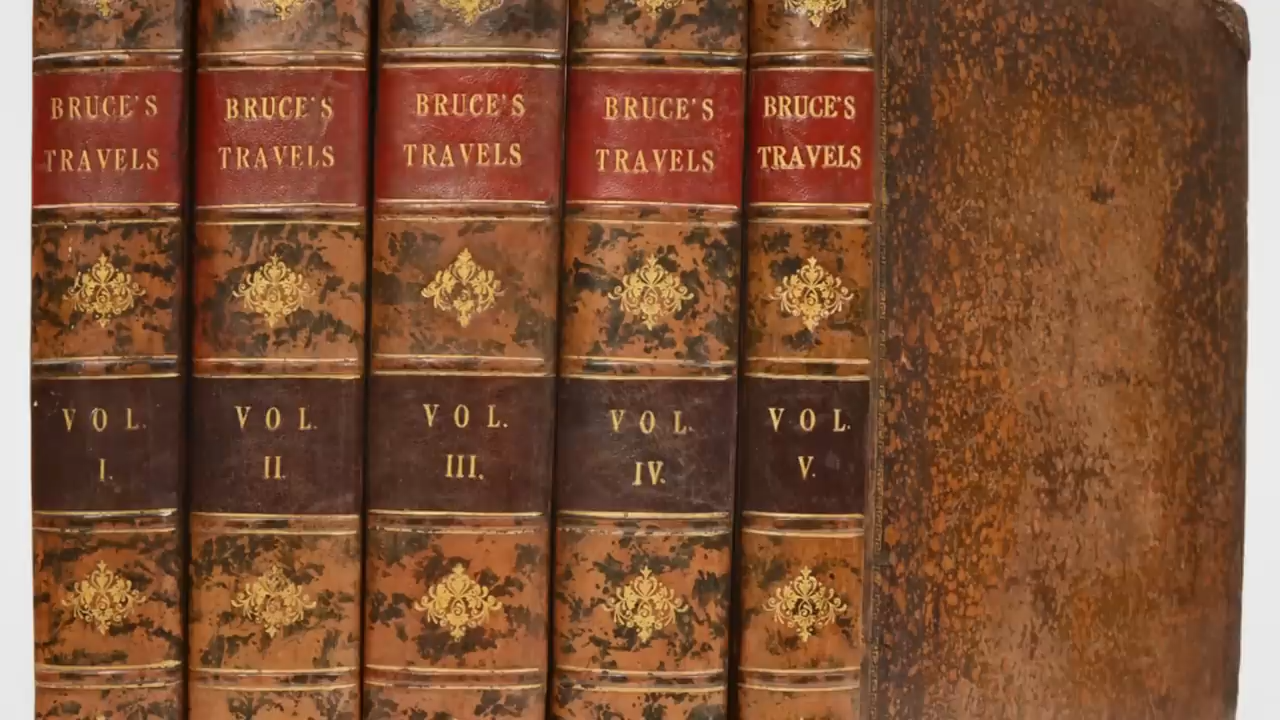 BRUCE'S
TRAVELS
VOL.
I.
BRUCE'S
TRAVELS
VOL.
II.
BRUCE'S
TRAVELS
VOL.
III.
BRUCE'S
TRAVELS
VOL.
IV.
BRUCE'S
TRAVELS
VOL.
V.